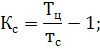 Кс = Тц/тс − 1;